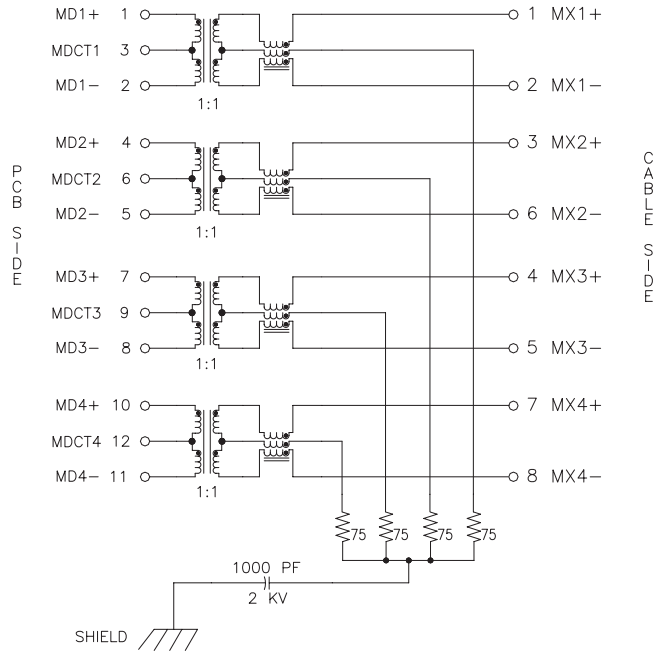 MD1+ 1 1 MX1+
MDCT1 3
MD1− 2 2 MX1−
1:1
MD2+ 4 3 MX2+
MDCT2 6
MD2− 5 6 MX2−
1:1
PCB SIDE
CABLE SIDE
MD3+ 7 4 MX3+
MDCT3 9
MD3− 8 5 MX3−
1:1
MD4+ 10 7 MX4+
MDCT4 12
MD4− 11 8 MX4−
1:1
75 75 75 75
1000 PF
2 KV
SHIELD